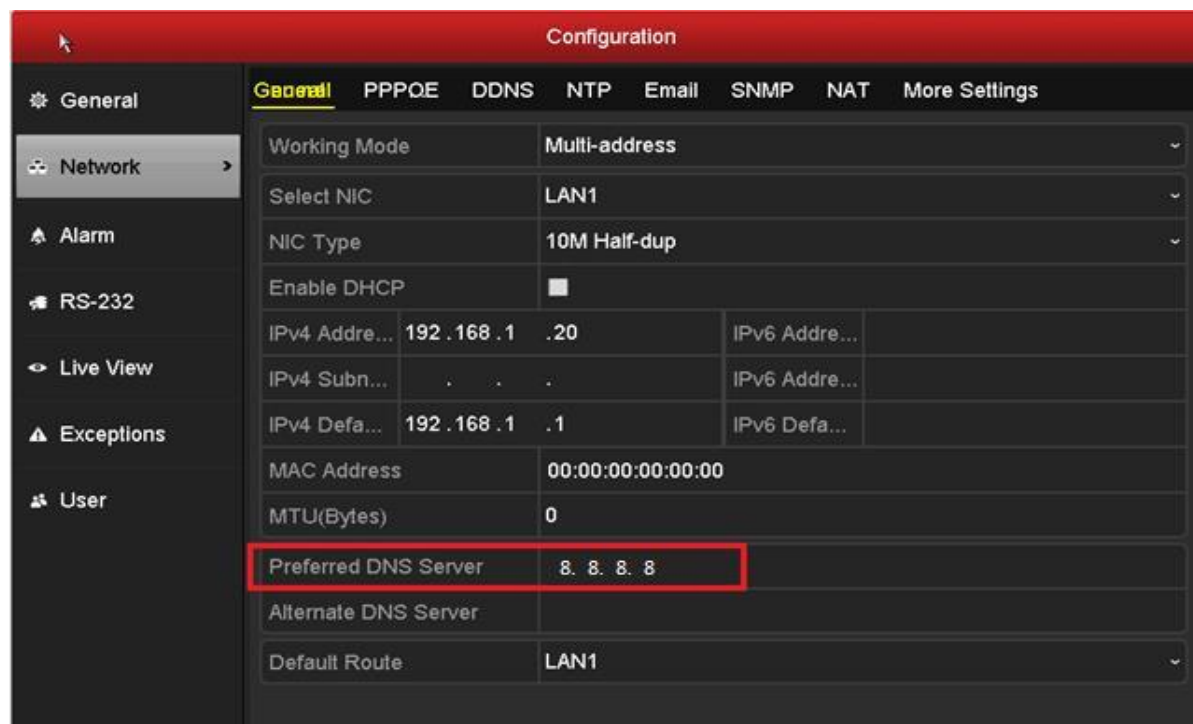 Configuration
General
Network
Alarm
RS-232
Live View
Exceptions
User
General PPPOE DDNS NTP Email SNMP NAT More Settings
Working Mode Multi-address
Select NIC LAN1
NIC Type 10M Half-dup
Enable DHCP
IPv4 Addre... 192.168.1 .20 IPv6 Addre...
IPv4 Subn... . . . IPv6 Addre...
IPv4 Defa... 192.168.1 .1 IPv6 Defa...
MAC Address 00:00:00:00:00:00
MTU(Bytes) 0
Preferred DNS Server 8. 8. 8. 8
Alternate DNS Server
Default Route LAN1